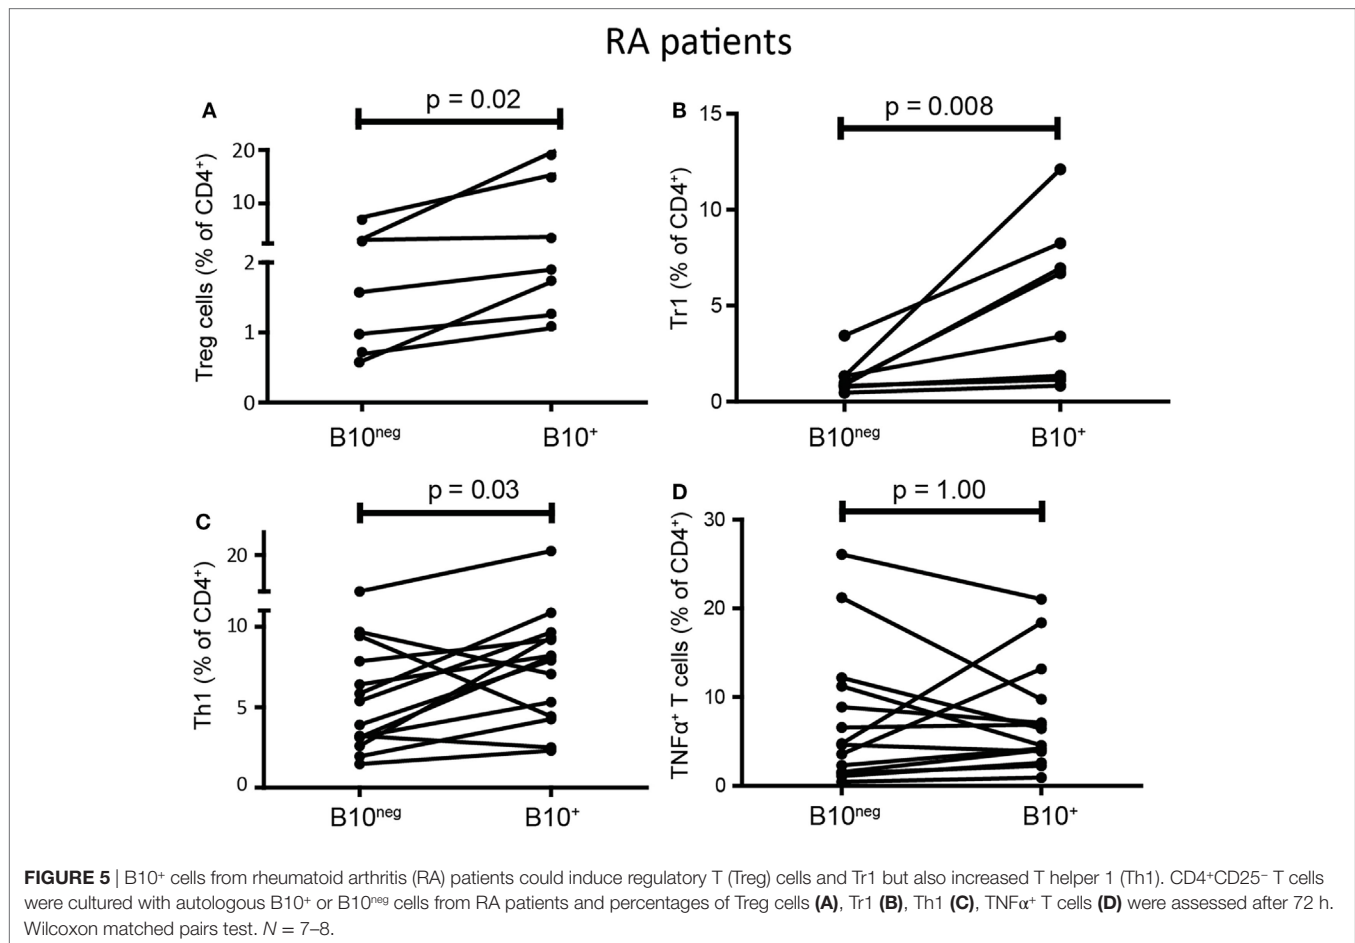 RA patients
A
p = 0.02
Treg cells (% of CD4⁺)
20
10
2
1
0
B10ⁿᵉᵍ
B10⁺
B
p = 0.008
Tr1 (% of CD4⁺)
15
10
5
0
B10ⁿᵉᵍ
B10⁺
C
p = 0.03
Th1 (% of CD4⁺)
20
10
5
0
B10ⁿᵉᵍ
B10⁺
D
p = 1.00
TNFα⁺ T cells (% of CD4⁺)
30
20
10
0
B10ⁿᵉᵍ
B10⁺
FIGURE 5 | B10⁺ cells from rheumatoid arthritis (RA) patients could induce regulatory T (Treg) cells and Tr1 but also increased T helper 1 (Th1). CD4⁺CD25⁻ T cells
were cultured with autologous B10⁺ or B10ⁿᵉᵍ cells from RA patients and percentages of Treg cells (A), Tr1 (B), Th1 (C), TNFα⁺ T cells (D) were assessed after 72 h.
Wilcoxon matched pairs test. N = 7–8.